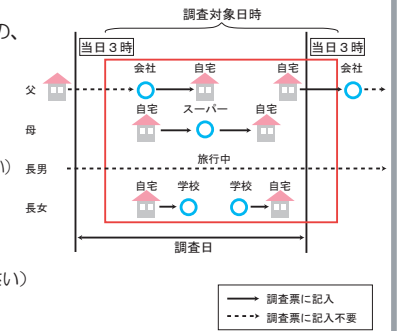 の、
調査対象日時
当日3時 当日3時
会社 自宅 自宅 会社
父
自宅 スーパー 自宅
母
い)
旅行中
長男
自宅 学校 学校 自宅
長女
調査日
い)
調査票に記入
調査票に記入不要